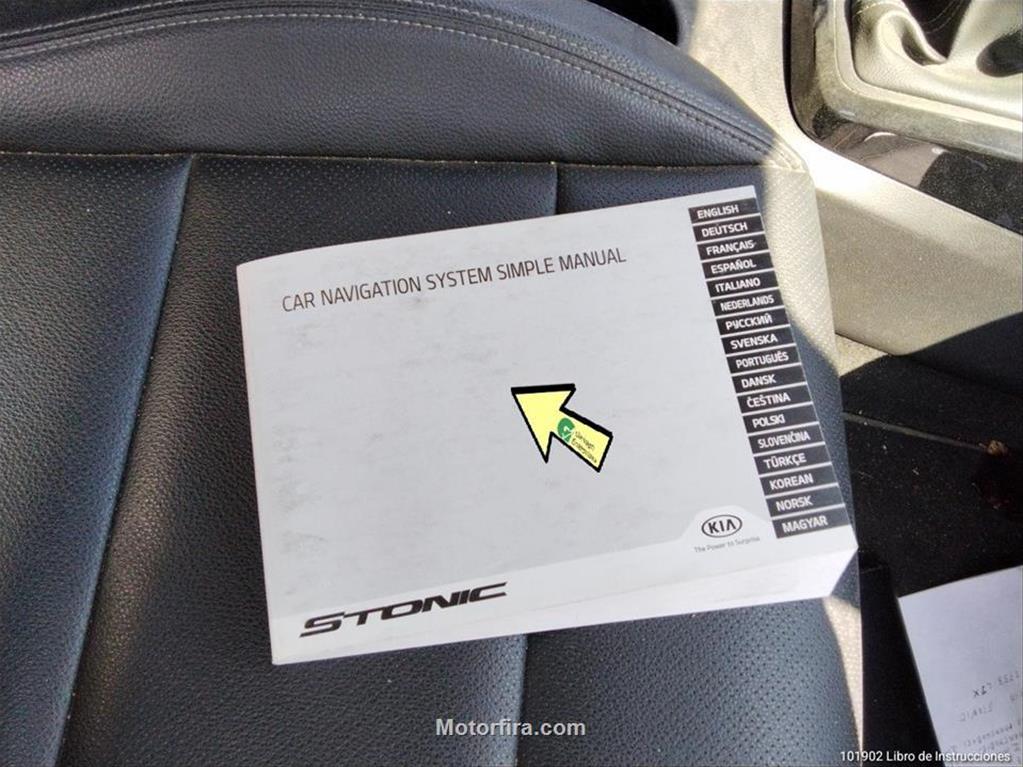 CAR NAVIGATION SYSTEM SIMPLE MANUAL
ENGLISH
DEUTSCH
FRANÇAIS
ESPAÑOL
ITALIANO
NEDERLANDS
РУССКИЙ
SVENSKA
PORTUGUÊS
DANSK
ČEŠTINA
POLSKI
SLOVENČINA
TÜRKÇE
KOREAN
NORSK
MAGYAR
KIA
The Power to Surprise
STONIC
Motorfira.com
101902 Libro de Instrucciones